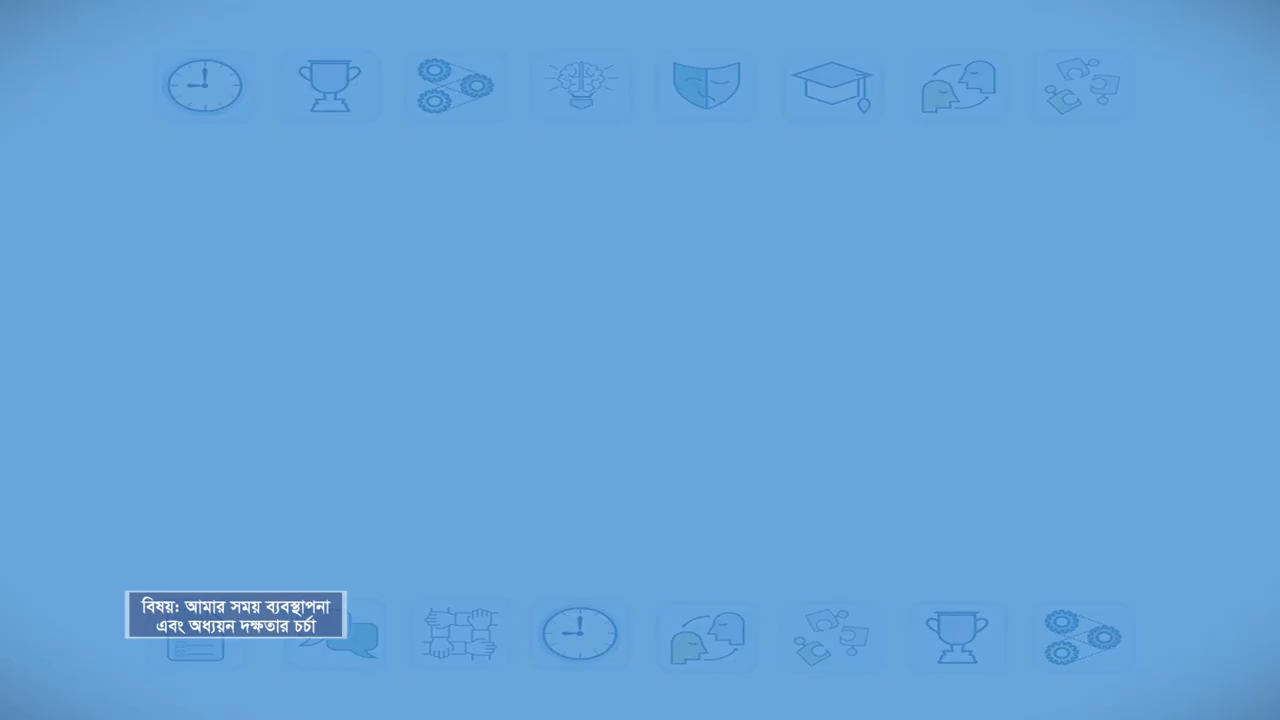 বিষয়: আমার সময় ব্যবস্থাপনা
এবং অধ্যয়ন দক্ষতার চর্চা